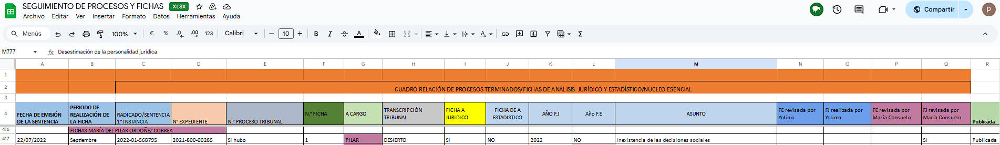 SEGUIMIENTO DE PROCESOS Y FICHAS .XLSX
Archivo Editar Ver Insertar Formato Datos Herramientas Ayuda
Compartir
p
Menús 100% € % .0 .00 123 Calibri 10 B I S A
M777 fx Desestimación de la personalidad jurídica
A B C D E F G H I J K L M N O P Q R
1
2 CUADRO RELACIÓN DE PROCESOS TERMINADOS/FICHAS DE ANÁLISIS JURÍDICO Y ESTADÍSTICO/NUCLEO ESENCIAL
3
4
FECHA DE EMISIÓN
DE LA SENTENCIA
PERIODO DE
REALIZACIÓN DE
LA FICHA
RADICADO/SENTENCIA
1° INSTANCIA
N° EXPEDIENTE
N.° PROCESO TRIBUNAL
N.° FICHA
A CARGO
TRANSCRIPCIÓN
TRIBUNAL
FICHA A
JURIDICO
FICHA DE A
ESTADISTICO
AÑO F.J
Año F.E
ASUNTO
FE revisada por
Yolima
FJ realizada por
Yolima
FE revisada por
María Consuelo
FJ revisada por
María Consuelo
Publicada
416 FICHAS MARÍA DEL PILAR ORDOÑEZ CORREA
417 22/07/2022 Septiembre 2022-01-568795 2021-800-00285 Si hubo 1 PILAR DESIERTO SI NO 2022 NO Inexistencia de las decisiones sociales SI Publicada